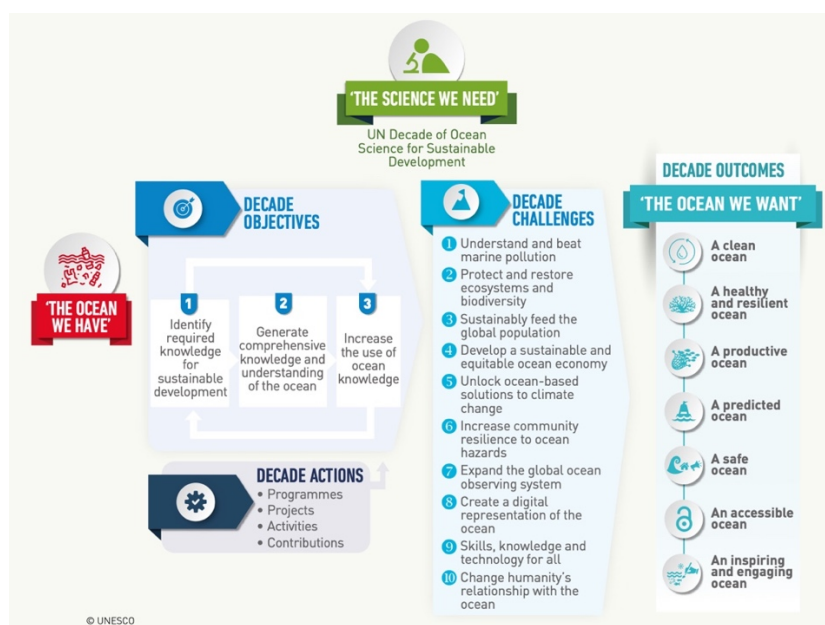 'THE SCIENCE WE NEED'
UN Decade of Ocean
Science for Sustainable
Development
'THE OCEAN
WE HAVE'
DECADE
OBJECTIVES
1
Identify
required
knowledge
for
sustainable
development
2
Generate
comprehensive
knowledge and
understanding
of the ocean
3
Increase
the use of
ocean
knowledge
DECADE ACTIONS
• Programmes
• Projects
• Activities
• Contributions
DECADE
CHALLENGES
1 Understand and beat
marine pollution
2 Protect and restore
ecosystems and
biodiversity
3 Sustainably feed the
global population
4 Develop a sustainable and
equitable ocean economy
5 Unlock ocean-based
solutions to climate
change
6 Increase community
resilience to ocean
hazards
7 Expand the global ocean
observing system
8 Create a digital
representation of the
ocean
9 Skills, knowledge and
technology for all
10 Change humanity's
relationship with the
ocean
DECADE OUTCOMES
'THE OCEAN WE WANT'
A clean
ocean
A healthy
and resilient
ocean
A productive
ocean
A predicted
ocean
A safe
ocean
An accessible
ocean
An inspiring
and engaging
ocean
© UNESCO